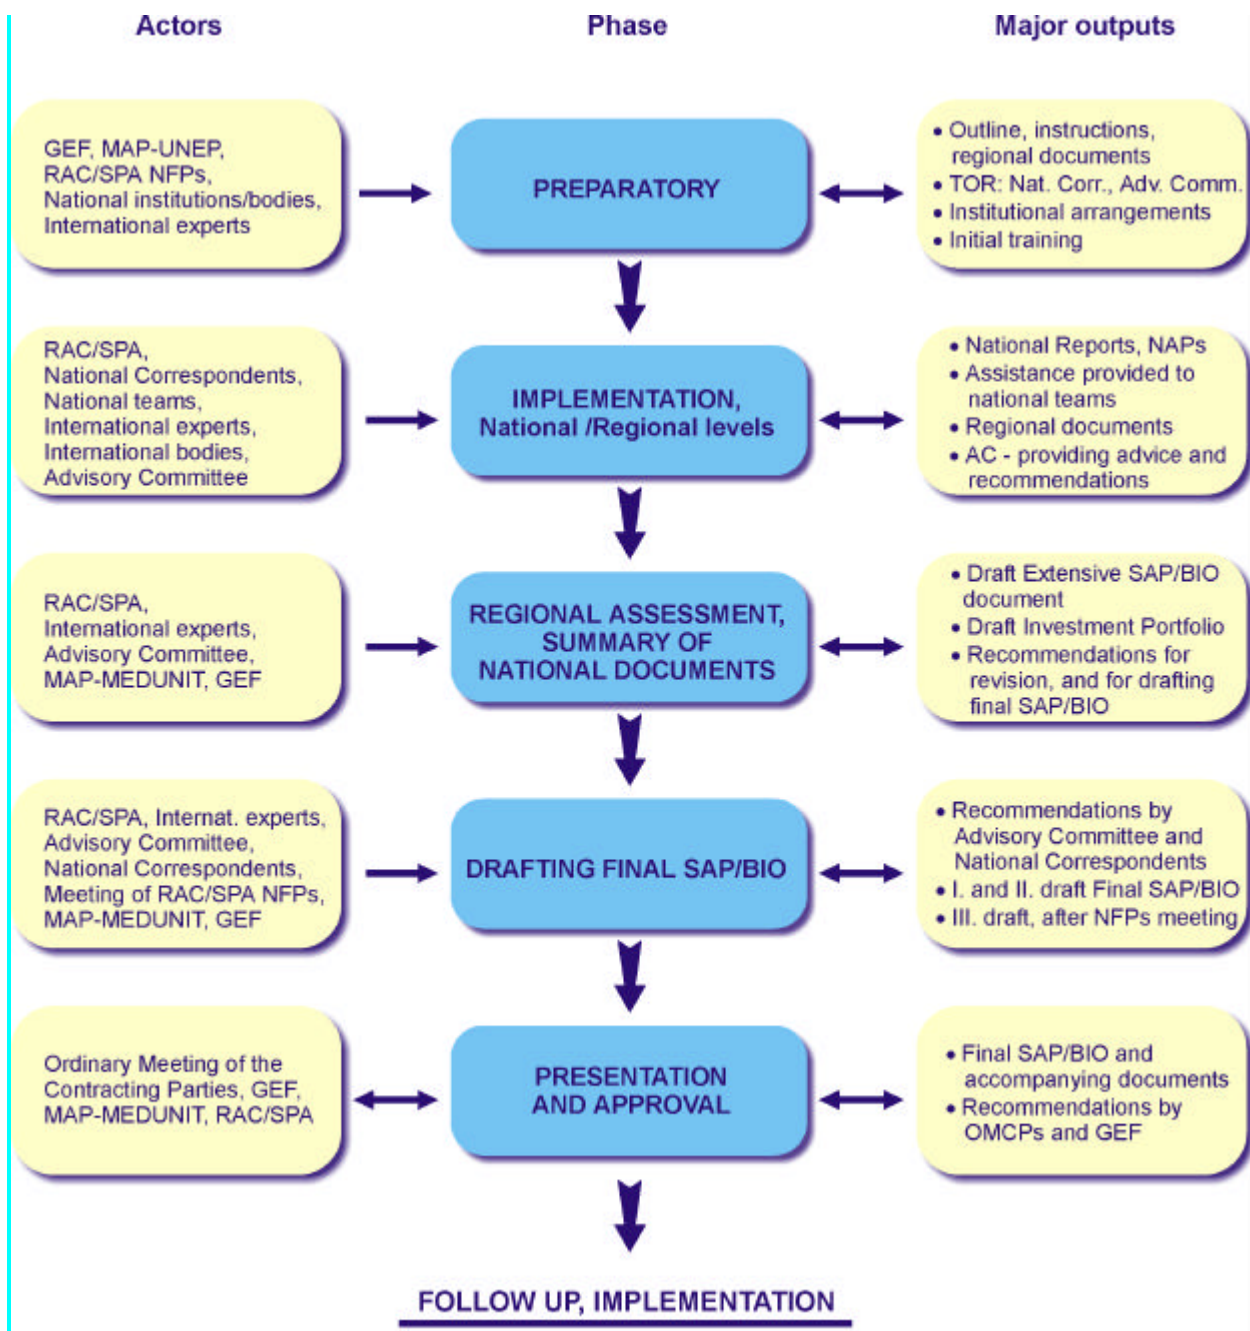 Actors
Phase
Major outputs
GEF, MAP-UNEP,
RAC/SPA NFPs,
National institutions/bodies,
International experts
PREPARATORY
• Outline, instructions,
regional documents
• TOR: Nat. Corr., Adv. Comm.
• Institutional arrangements
• Initial training
RAC/SPA,
National Correspondents,
National teams,
International experts,
International bodies,
Advisory Committee
IMPLEMENTATION,
National /Regional levels
• National Reports, NAPs
• Assistance provided to
national teams
• Regional documents
• AC - providing advice and
recommendations
RAC/SPA,
International experts,
Advisory Committee,
MAP-MEDUNIT, GEF
REGIONAL ASSESSMENT,
SUMMARY OF
NATIONAL DOCUMENTS
• Draft Extensive SAP/BIO
document
• Draft Investment Portfolio
• Recommendations for
revision, and for drafting
final SAP/BIO
RAC/SPA, Internat. experts,
Advisory Committee,
National Correspondents,
Meeting of RAC/SPA NFPs,
MAP-MEDUNIT, GEF
DRAFTING FINAL SAP/BIO
• Recommendations by
Advisory Committee and
National Correspondents
• I. and II. draft Final SAP/BIO
• III. draft, after NFPs meeting
Ordinary Meeting of the
Contracting Parties, GEF,
MAP-MEDUNIT, RAC/SPA
PRESENTATION
AND APPROVAL
• Final SAP/BIO and
accompanying documents
• Recommendations by
OMCPs and GEF
FOLLOW UP, IMPLEMENTATION